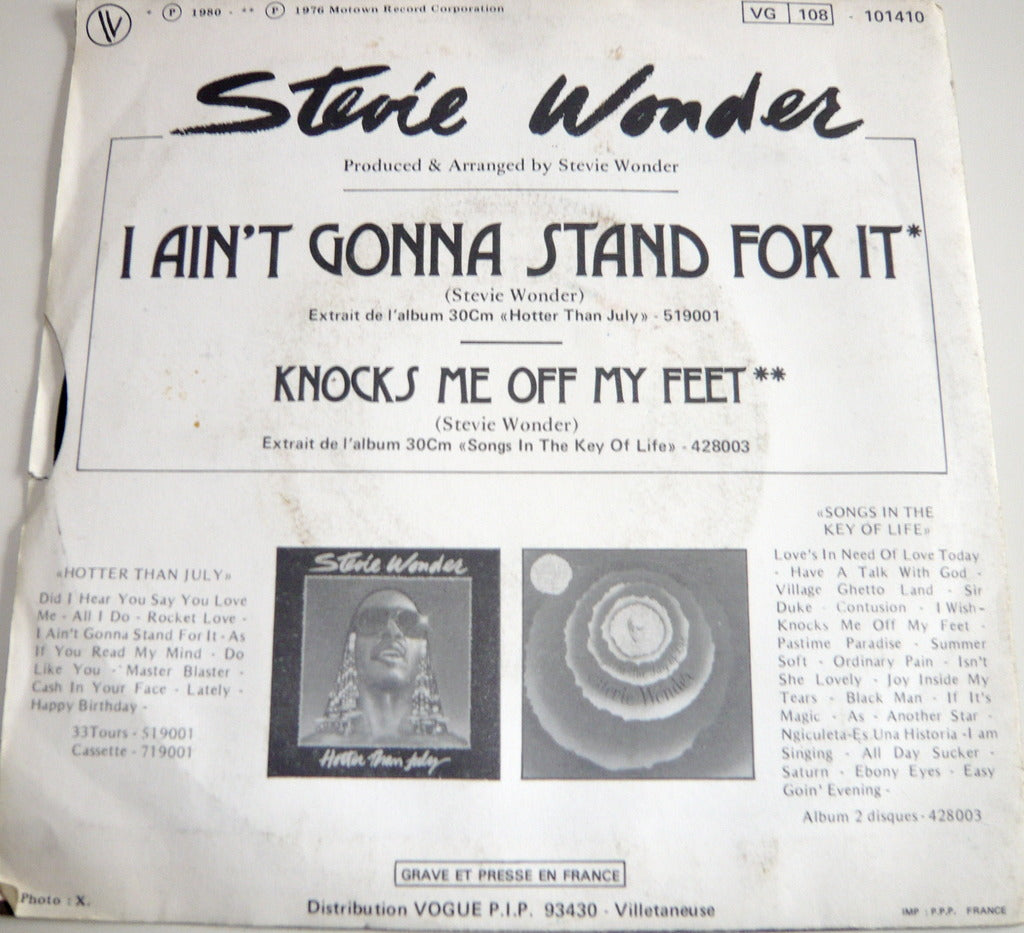 * Ⓟ 1980 - ** Ⓟ 1976 Motown Record Corporation
VG 108 - 101410
Stevie Wonder
Produced & Arranged by Stevie Wonder
I AIN'T GONNA STAND FOR IT*
(Stevie Wonder)
Extrait de l'album 30Cm «Hotter Than July» - 519001
KNOCKS ME OFF MY FEET**
(Stevie Wonder)
Extrait de l'album 30Cm «Songs In The Key Of Life» - 428003
«HOTTER THAN JULY»
Did I Hear You Say You Love
Me - All I Do - Rocket Love -
I Ain't Gonna Stand For It - As
If You Read My Mind - Do
Like You - Master Blaster -
Cash In Your Face - Lately -
Happy Birthday -
33Tours - 519001
Cassette - 719001
Stevie Wonder
Hotter Than July
Stevie Wonder
«SONGS IN THE
KEY OF LIFE»
Love's In Need Of Love Today
- Have A Talk With God -
Village Ghetto Land - Sir
Duke - Contusion - I Wish -
Knocks Me Off My Feet -
Pastime Paradise - Summer
Soft - Ordinary Pain - Isn't
She Lovely - Joy Inside My
Tears - Black Man - If It's
Magic - As - Another Star -
Ngiculeta-Es Una Historia -I am
Singing - All Day Sucker -
Saturn - Ebony Eyes - Easy
Goin' Evening -
Album 2 disques - 428003
GRAVE ET PRESSE EN FRANCE
Photo : X.
Distribution VOGUE P.I.P. 93430 - Villetaneuse
IMP : P.P.P. FRANCE